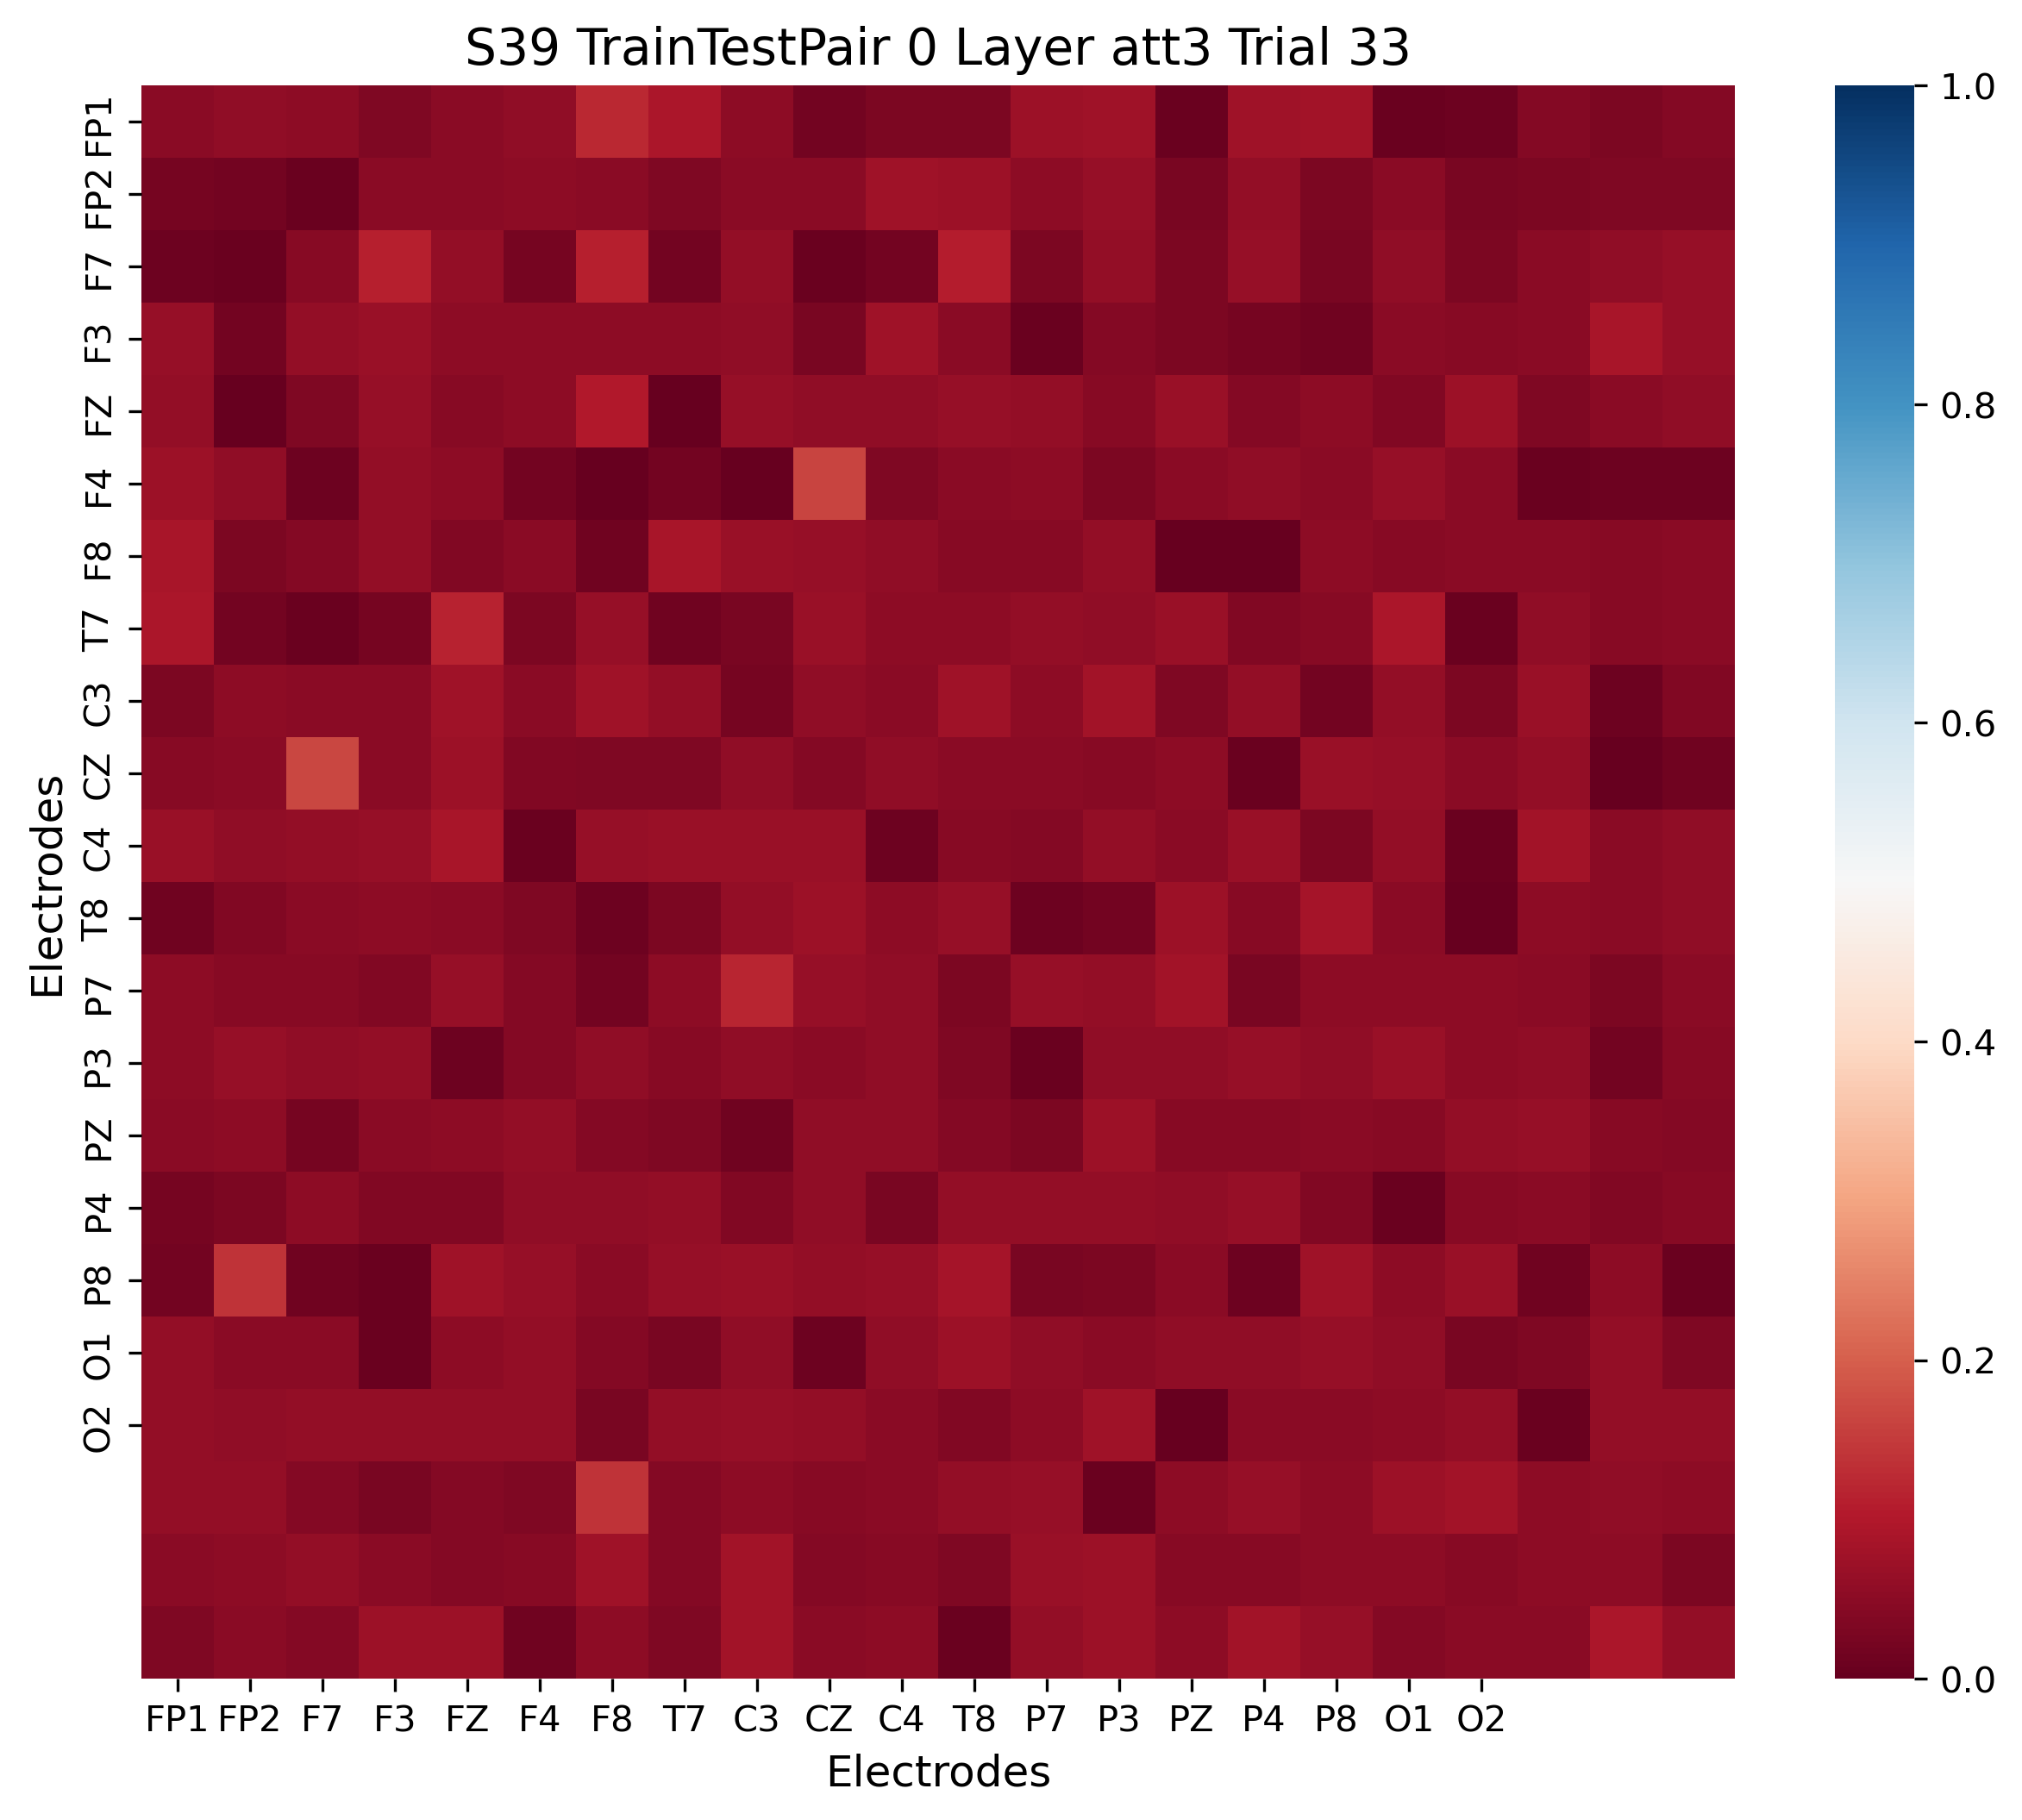 S39 TrainTestPair 0 Layer att3 Trial 33
Electrodes
FP1
FP2
F7
F3
FZ
F4
F8
T7
C3
CZ
C4
T8
P7
P3
PZ
P4
P8
O1
O2
FP1 FP2 F7 F3 FZ F4 F8 T7 C3 CZ C4 T8 P7 P3 PZ P4 P8 O1 O2
Electrodes
1.0
0.8
0.6
0.4
0.2
0.0